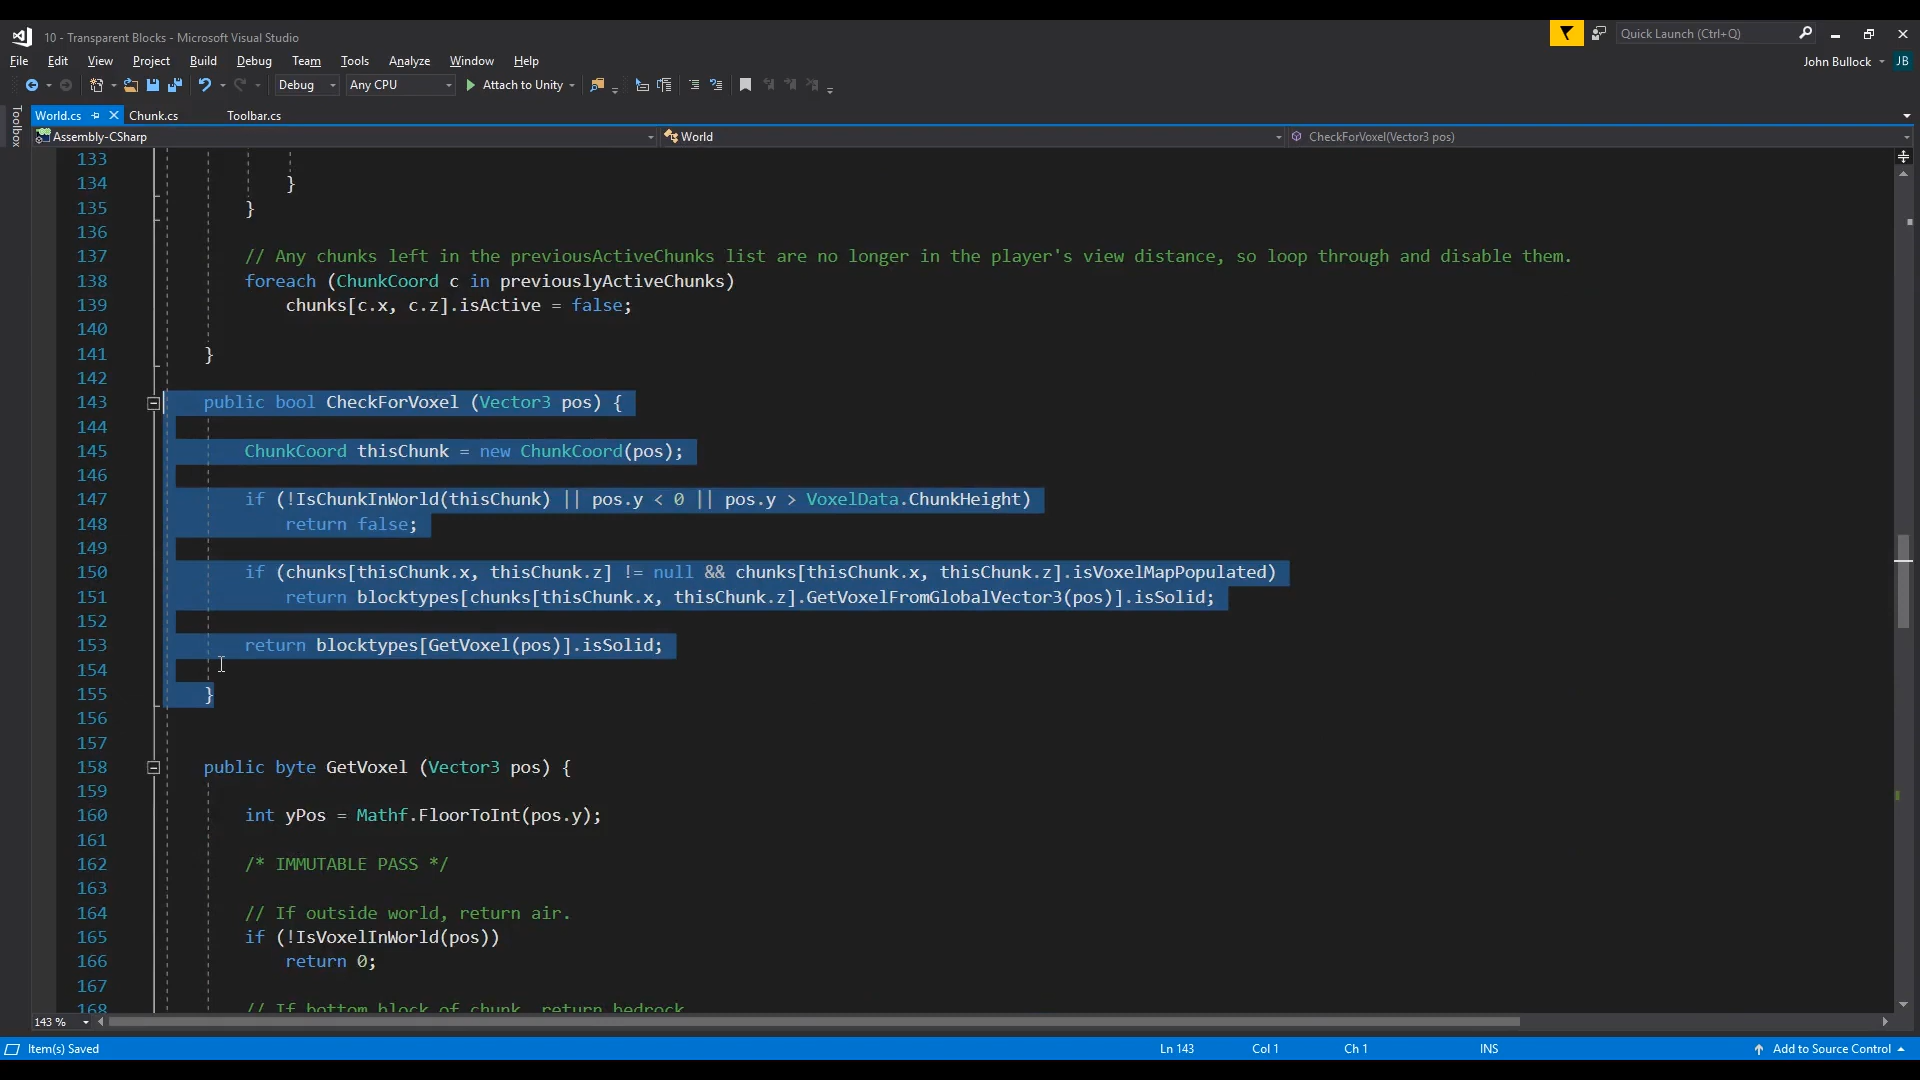 10 - Transparent Blocks - Microsoft Visual Studio
Quick Launch (Ctrl+Q)
File Edit View Project Build Debug Team Tools Analyze Window Help
John Bullock JB
Debug Any CPU Attach to Unity
Toolbox
World.cs Chunk.cs Toolbar.cs
Assembly-CSharp World CheckForVoxel(Vector3 pos)
133
134 }
135 }
136
137 // Any chunks left in the previousActiveChunks list are no longer in the player's view distance, so loop through and disable them.
138 foreach (ChunkCoord c in previouslyActiveChunks)
139 chunks[c.x, c.z].isActive = false;
140
141 }
142
143 public bool CheckForVoxel (Vector3 pos) {
144
145 ChunkCoord thisChunk = new ChunkCoord(pos);
146
147 if (!IsChunkInWorld(thisChunk) || pos.y < 0 || pos.y > VoxelData.ChunkHeight)
148 return false;
149
150 if (chunks[thisChunk.x, thisChunk.z] != null && chunks[thisChunk.x, thisChunk.z].isVoxelMapPopulated)
151 return blocktypes[chunks[thisChunk.x, thisChunk.z].GetVoxelFromGlobalVector3(pos)].isSolid;
152
153 return blocktypes[GetVoxel(pos)].isSolid;
154
155 }
156
157
158 public byte GetVoxel (Vector3 pos) {
159
160 int yPos = Mathf.FloorToInt(pos.y);
161
162 /* IMMUTABLE PASS */
163
164 // If outside world, return air.
165 if (!IsVoxelInWorld(pos))
166 return 0;
167
168 // If bottom block of chunk, return bedrock
143 %
Item(s) Saved Ln 143 Col 1 Ch 1 INS Add to Source Control